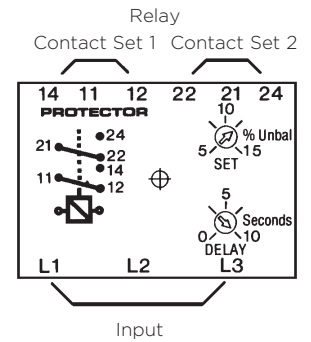 Relay
Contact Set 1 Contact Set 2
14 11 12 22 21 24
PROTECTOR
10
% Unbal
5 15
SET
24
21
22
14
11
12
5
Seconds
0 10
DELAY
L1 L2 L3
Input